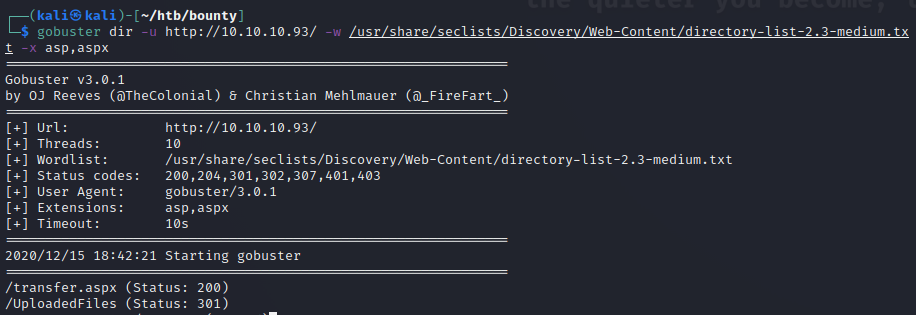 the quieter you become,
┌──(kali㉿kali)-[~/htb/bounty]
└─$ gobuster dir -u http://10.10.10.93/ -w /usr/share/seclists/Discovery/Web-Content/directory-list-2.3-medium.tx
t -x asp,aspx
===============================================================
Gobuster v3.0.1
by OJ Reeves (@TheColonial) & Christian Mehlmauer (@_FireFart_)
===============================================================
[+] Url:            http://10.10.10.93/
[+] Threads:        10
[+] Wordlist:       /usr/share/seclists/Discovery/Web-Content/directory-list-2.3-medium.txt
[+] Status codes:   200,204,301,302,307,401,403
[+] User Agent:     gobuster/3.0.1
[+] Extensions:     asp,aspx
[+] Timeout:        10s
===============================================================
2020/12/15 18:42:21 Starting gobuster
===============================================================
/transfer.aspx (Status: 200)
/UploadedFiles (Status: 301)